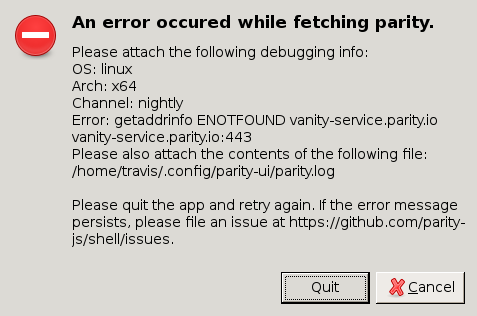 An error occured while fetching parity.
Please attach the following debugging info:
OS: linux
Arch: x64
Channel: nightly
Error: getaddrinfo ENOTFOUND vanity-service.parity.io
vanity-service.parity.io:443
Please also attach the contents of the following file:
/home/travis/.config/parity-ui/parity.log
Please quit the app and retry again. If the error message
persists, please file an issue at https://github.com/parity-
js/shell/issues.
Quit
Cancel